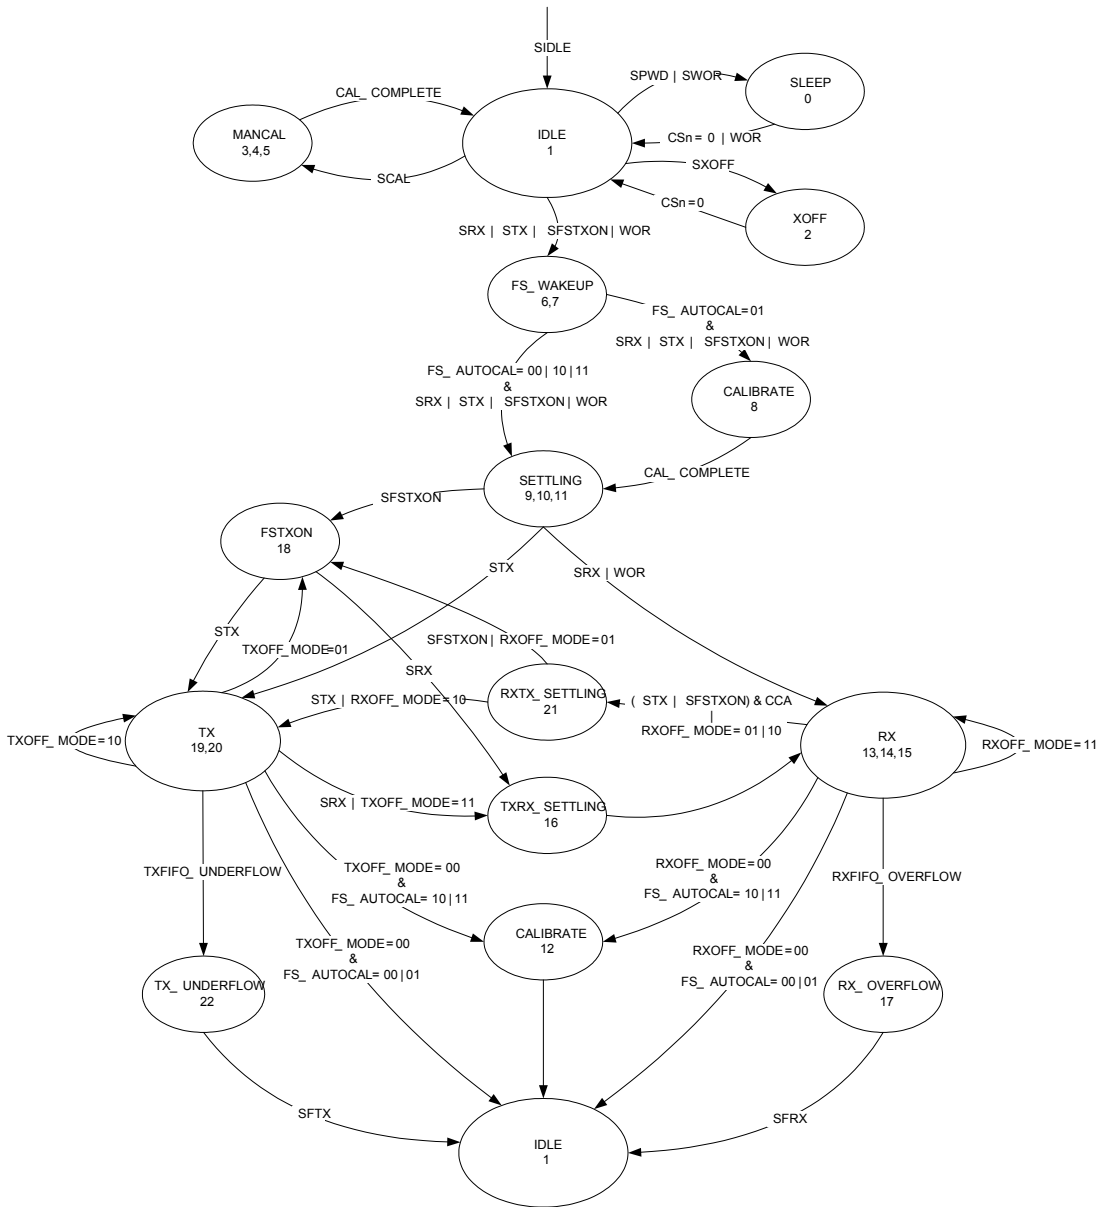 SIDLE
SPWD | SWOR
SLEEP
0
CAL_ COMPLETE
MANCAL
3,4,5
IDLE
1
CSn = 0 | WOR
SXOFF
SCAL
CSn = 0
XOFF
2
SRX | STX | SFSTXON | WOR
FS_ WAKEUP
6,7
FS_ AUTOCAL = 01
&
SRX | STX | SFSTXON | WOR
FS_ AUTOCAL = 00 | 10 | 11
&
SRX | STX | SFSTXON | WOR
CALIBRATE
8
CAL_ COMPLETE
SETTLING
9,10,11
SFSTXON
FSTXON
18
STX
SRX | WOR
STX
TXOFF_ MODE = 01
SFSTXON | RXOFF_ MODE = 01
SRX
STX | RXOFF_ MODE = 10
RXTX_ SETTLING
21
( STX | SFSTXON ) & CCA
|
RXOFF_ MODE = 01 | 10
TXOFF_ MODE = 10
TX
19,20
RX
13,14,15
RXOFF_ MODE = 11
SRX | TXOFF_ MODE = 11
TXRX_ SETTLING
16
TXFIFO_ UNDERFLOW
TXOFF_ MODE = 00
&
FS_ AUTOCAL = 10 | 11
RXOFF_ MODE = 00
&
FS_ AUTOCAL = 10 | 11
RXFIFO_ OVERFLOW
CALIBRATE
12
TXOFF_ MODE = 00
&
FS_ AUTOCAL = 00 | 01
RXOFF_ MODE = 00
&
FS_ AUTOCAL = 00 | 01
TX_ UNDERFLOW
22
RX_ OVERFLOW
17
SFTX
SFRX
IDLE
1